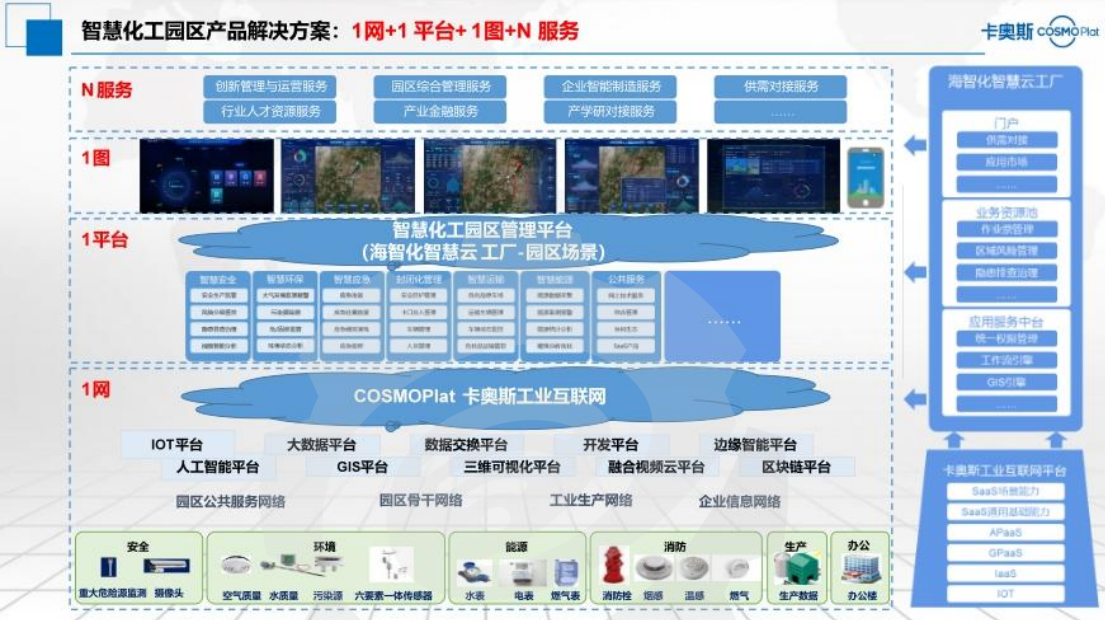 智慧化工园区产品解决方案：1网+1 平台+ 1图+N 服务
卡奥斯 COSMOPlat
N服务
创新管理与运营服务 园区综合管理服务 企业智能制造服务 供需对接服务
行业人才资源服务 产业金融服务 产学研对接服务 ……
1图
1平台
智慧化工园区管理平台
(海智化智慧云工厂-园区场景)
智慧安全 智慧环保 智慧应急 封闭化管理 智慧运输 智慧能源 公共服务
……
1网
COSMOPlat 卡奥斯工业互联网
IOT平台 大数据平台 数据交换平台 开发平台 边缘智能平台
人工智能平台 GIS平台 三维可视化平台 融合视频云平台 区块链平台
园区公共服务网络 园区骨干网络 工业生产网络 企业信息网络
安全 环境 能源 消防 生产 办公
重大危险源监测 摄像头 空气质量 水质量 污染源 六要素一体传感器 水表 电表 燃气表 消防栓 烟感 温感 燃气 生产数据 办公楼
海智化智慧云工厂
门户
供需对接
应用市场
……
业务资源池
作业票管理
区域风险管理
隐患排查治理
……
应用服务中台
统一权限管理
工作流引擎
GIS引擎
……
卡奥斯工业互联网平台
SaaS场景能力
SaaS通用基础能力
APaaS
GPaaS
IaaS
IOT